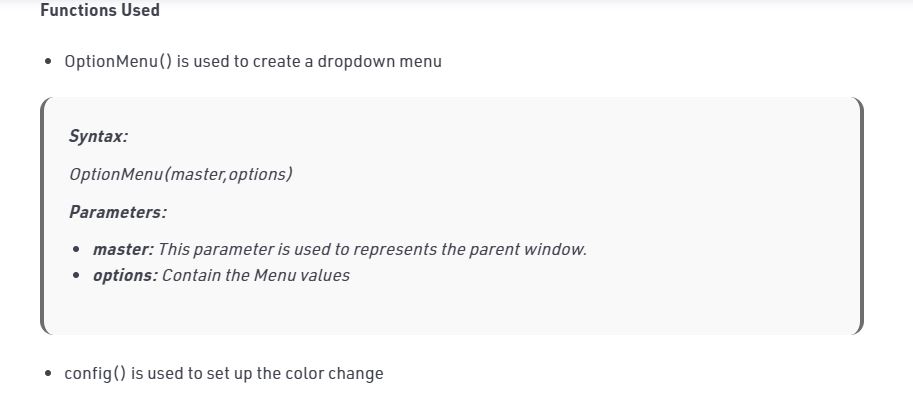 Functions Used
• OptionMenu() is used to create a dropdown menu
Syntax:
OptionMenu(master,options)
Parameters:
• master: This parameter is used to represents the parent window.
• options: Contain the Menu values
• config() is used to set up the color change